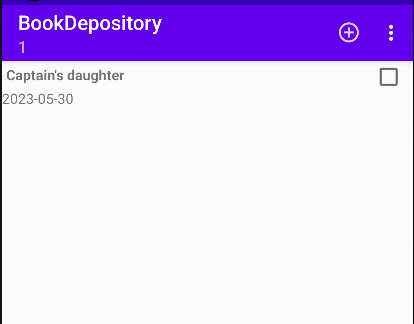 BookDepository
1
Captain's daughter
2023-05-30